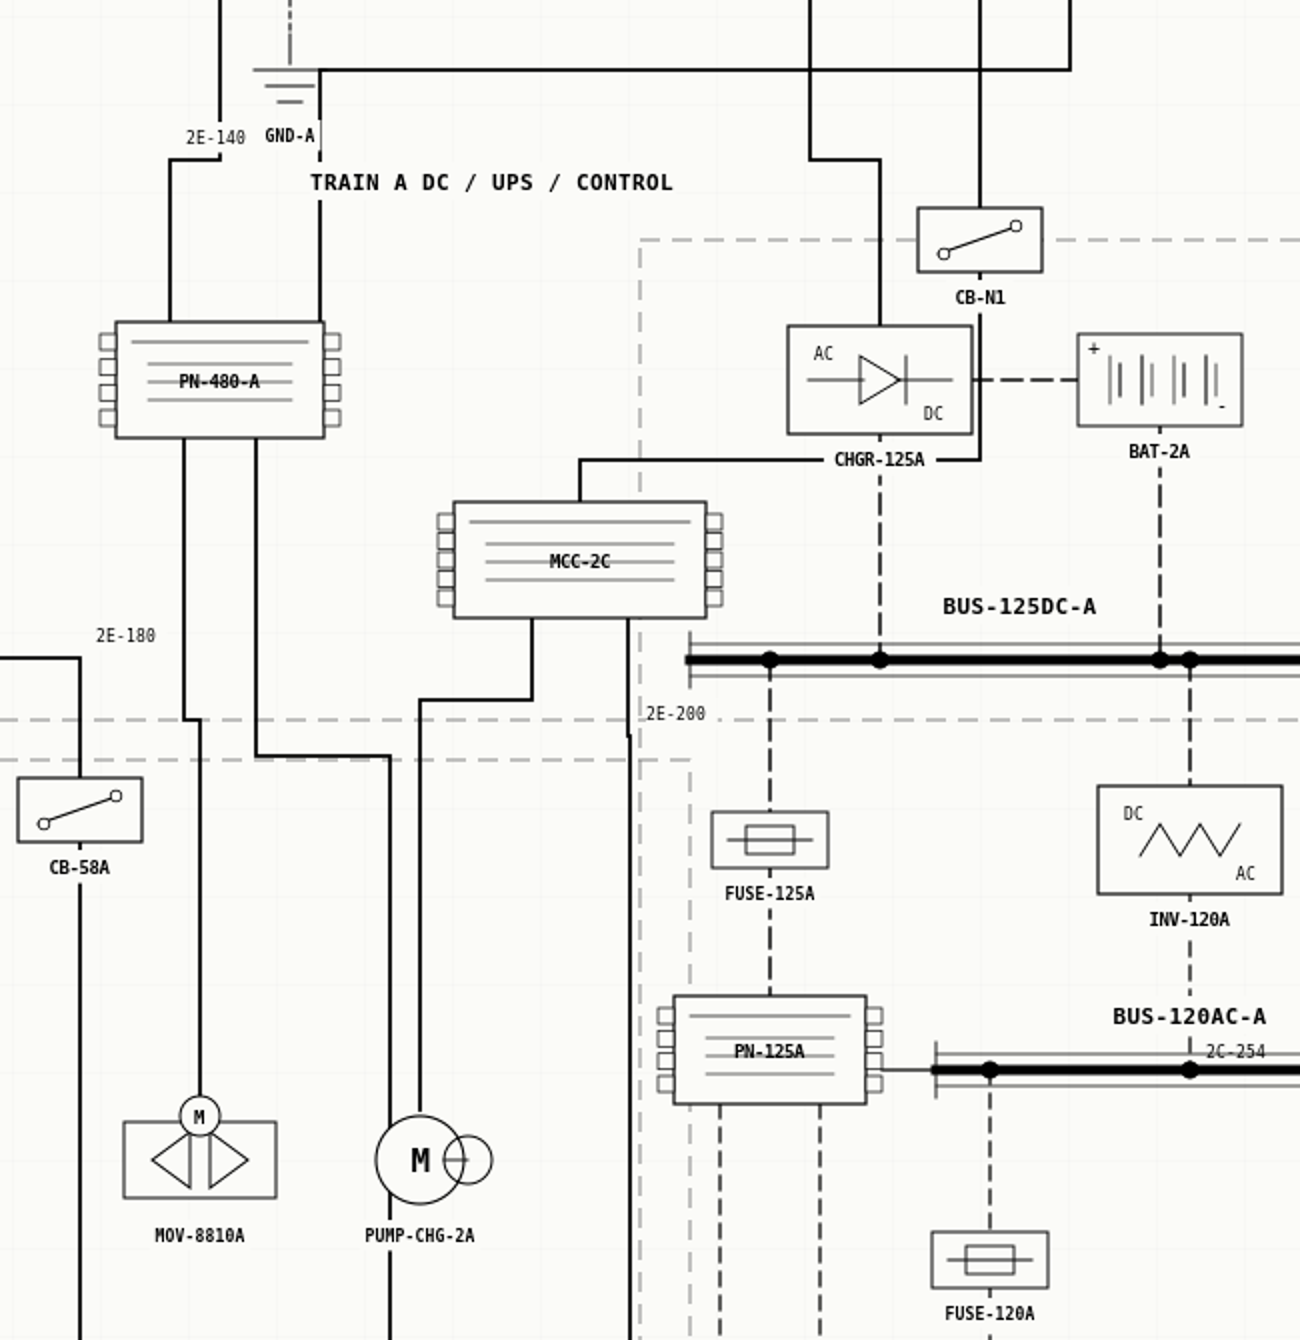 2E-140
GND-A
TRAIN A DC / UPS / CONTROL
CB-N1
AC
DC
CHGR-125A
+
-
BAT-2A
PN-480-A
MCC-2C
BUS-125DC-A
2E-180
2E-200
CB-58A
FUSE-125A
DC
AC
INV-120A
BUS-120AC-A
2C-254
PN-125A
M
MOV-8810A
M
PUMP-CHG-2A
FUSE-120A